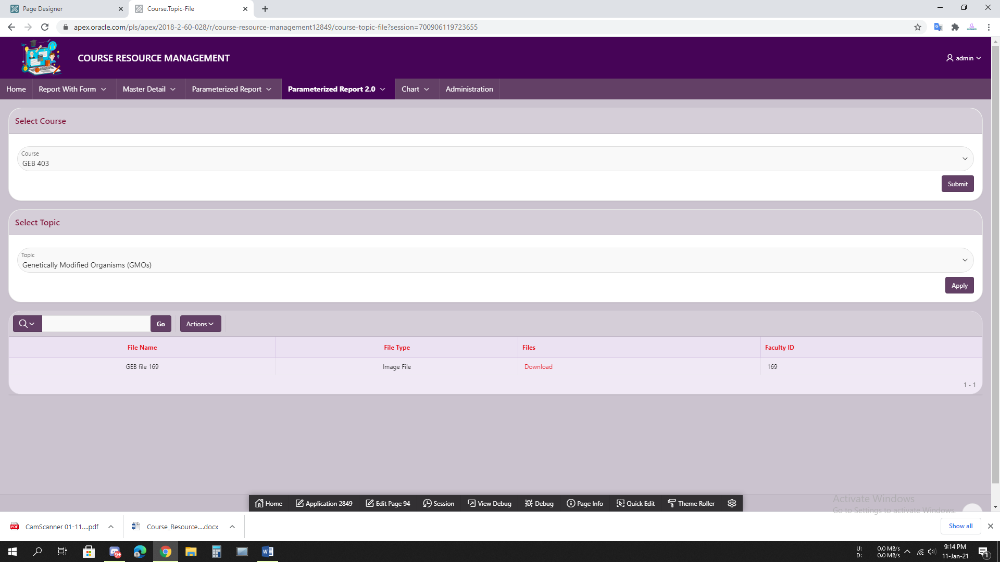 Page Designer
Course.Topic-File
apex.oracle.com/pls/apex/2018-2-60-028/r/course-resource-management12849/course-topic-file?session=700906119723655
COURSE RESOURCE MANAGEMENT
admin
Home
Report With Form
Master Detail
Parameterized Report
Parameterized Report 2.0
Chart
Administration
Select Course
Course
GEB 403
Submit
Select Topic
Topic
Genetically Modified Organisms (GMOs)
Apply
Go
Actions
File Name
File Type
Files
Faculty ID
GEB file 169
Image File
Download
169
1 - 1
Home
Application 2849
Edit Page 94
Session
View Debug
Debug
Page Info
Quick Edit
Theme Roller
Activate Windows
Go to Settings to activate Windows.
PDF
CamScanner 01-11....pdf
Course_Resource....docx
Show all
9+
U: 0.0 MB/s
D: 0.0 MB/s
9:14 PM
11-Jan-21
1